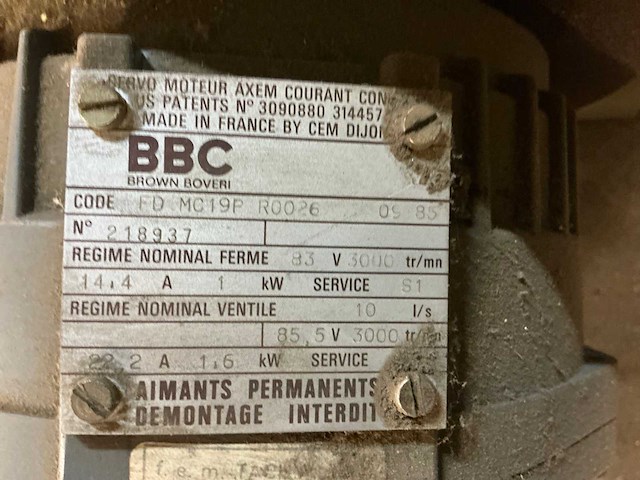 SERVO MOTEUR AXEM COURANT
US PATENTS N° 3090880 314457
MADE IN FRANCE BY CEM
BBC
BROWN BOVERI
CODE FD MC19P R0026 09 85
N° 218937
REGIME NOMINAL FERME 83 V 3000 tr/mn
14,4 A 1 kW SERVICE S1
REGIME NOMINAL VENTILE 10 l/s
85,5 V 3000
22,2 A 1,6 kW SERVICE
AIMANTS PERMANENTS
DEMONTAGE INTERDIT
f.e.m.